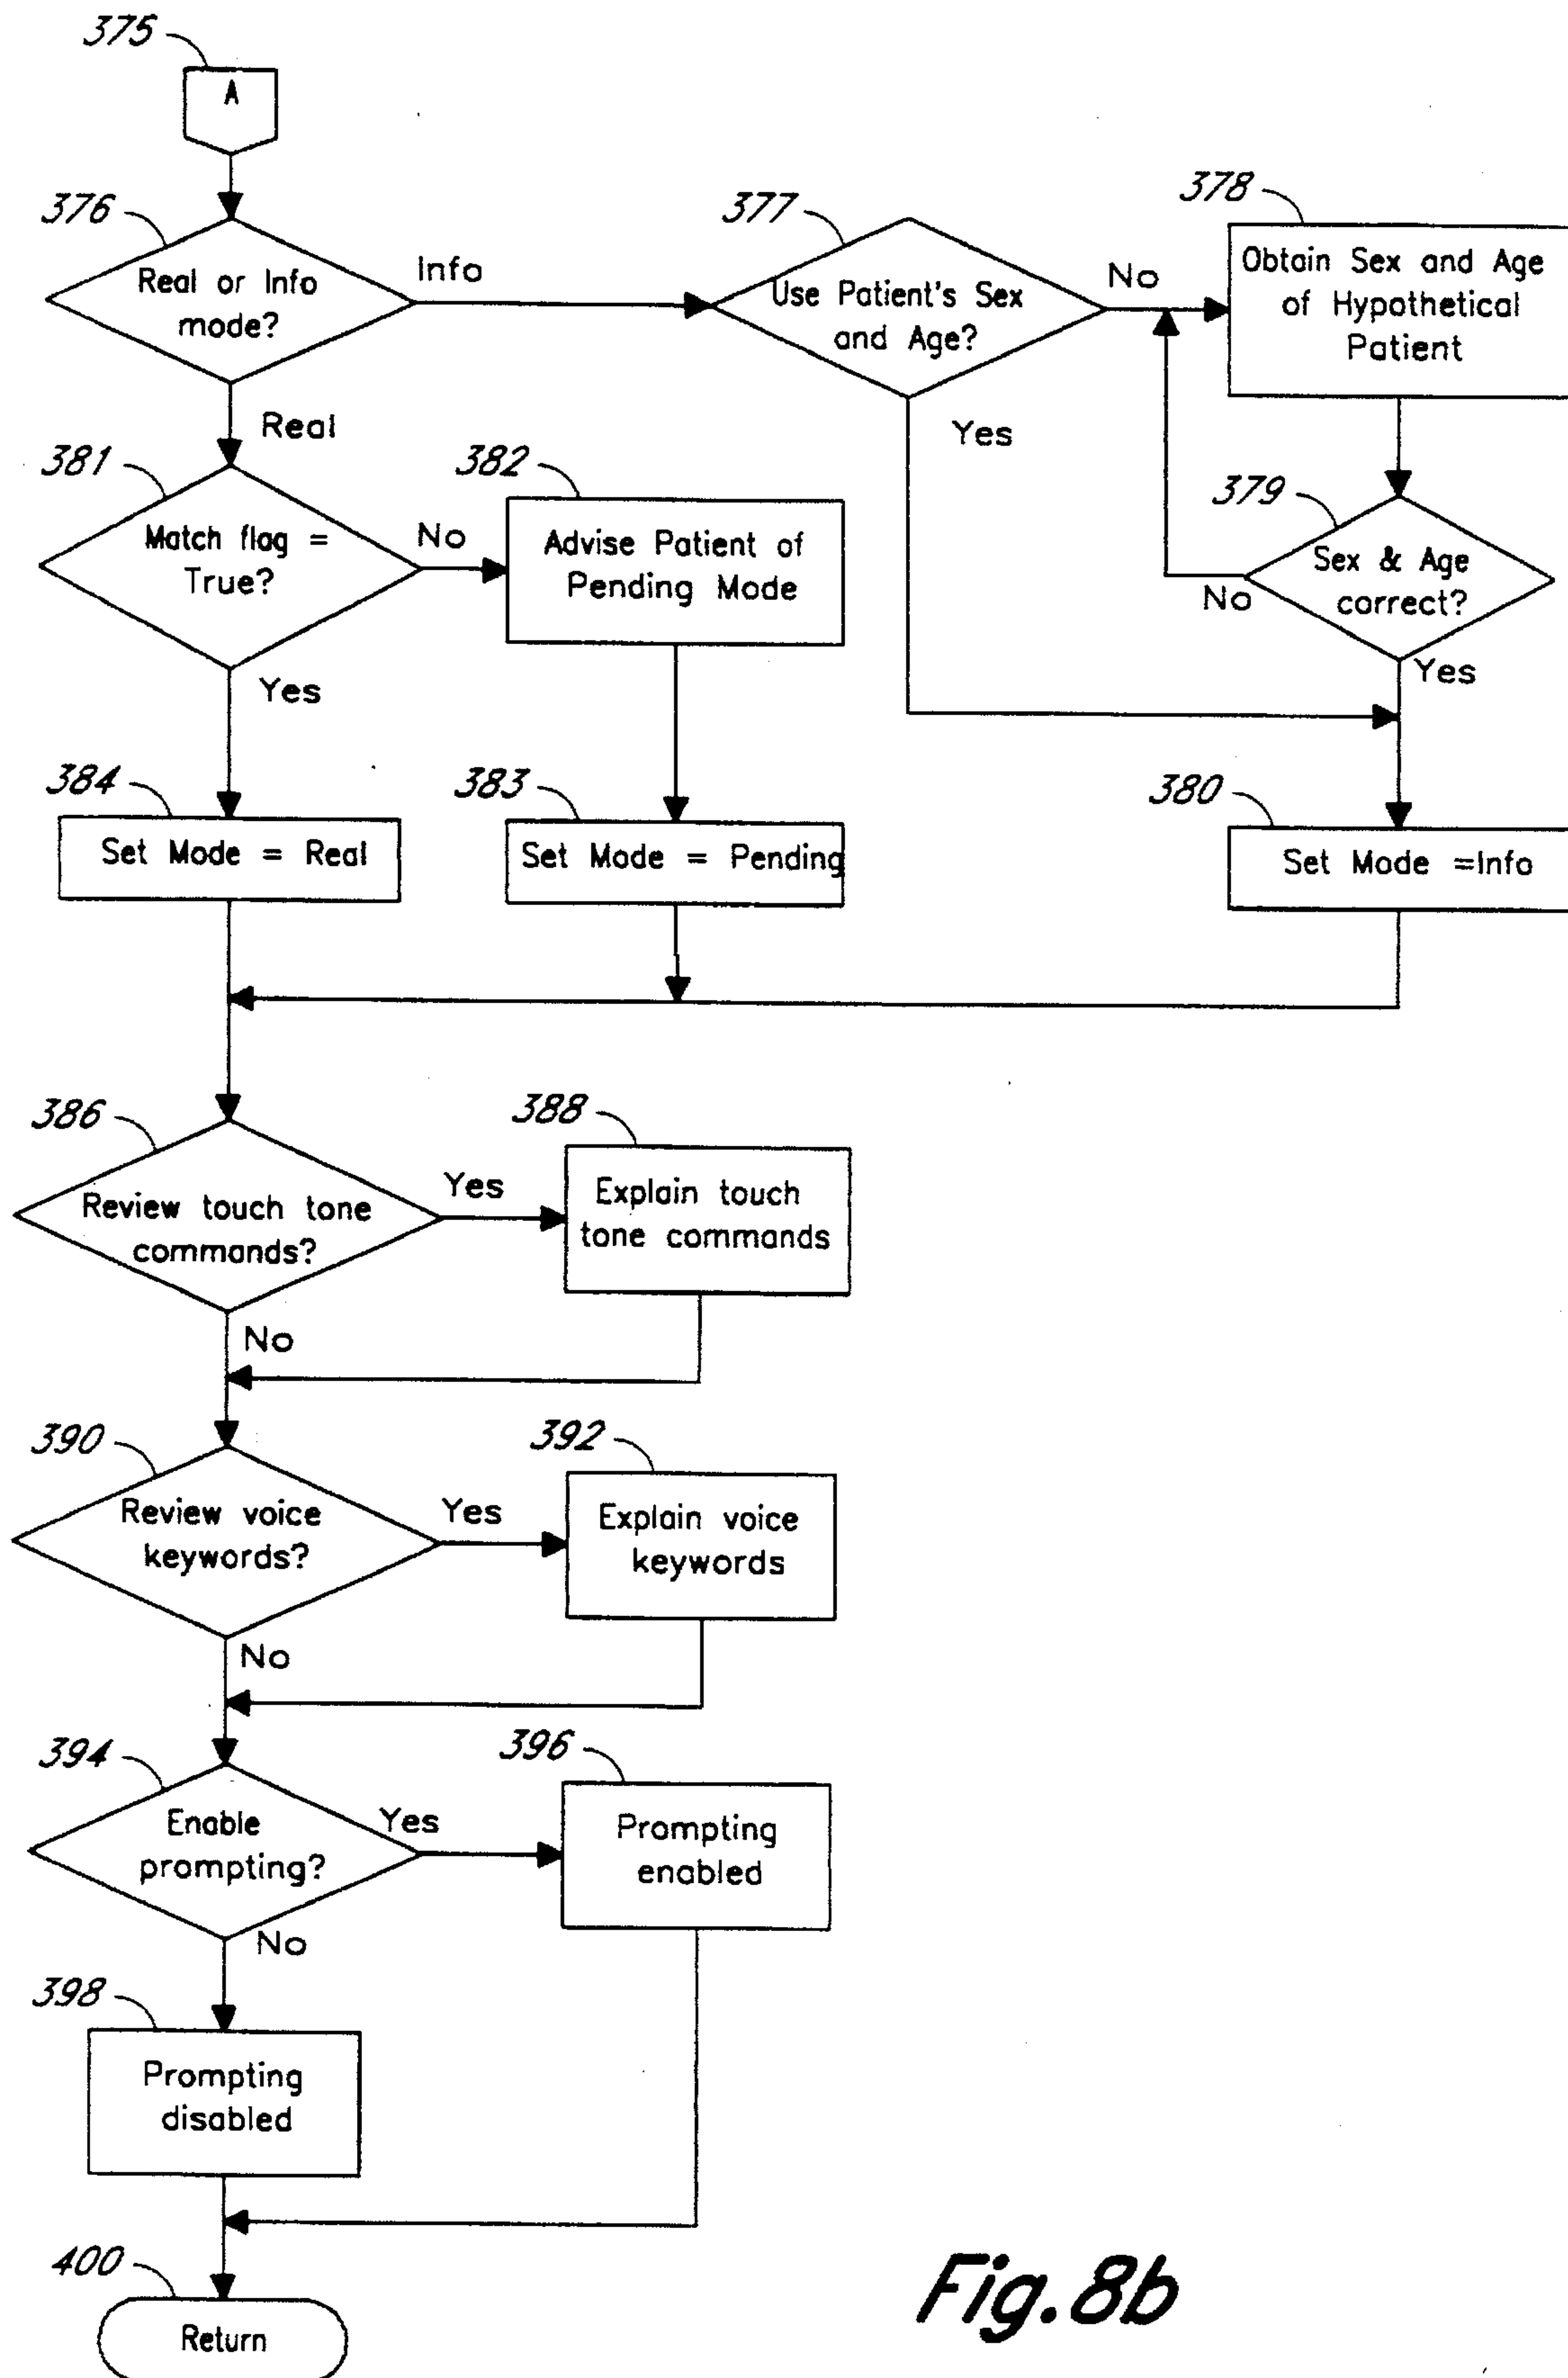 375
A
376
Real or Info
mode?
Info
377
Use Patient's Sex
and Age?
No
378
Obtain Sex and Age
of Hypothetical
Patient
Real
Yes
381
Match flag =
True?
No
382
Advise Patient of
Pending Mode
379
Sex & Age
correct?
No
Yes
Yes
384
Set Mode = Real
383
Set Mode = Pending
380
Set Mode =Info
386
Review touch tone
commands?
Yes
388
Explain touch
tone commands
No
390
Review voice
keywords?
Yes
392
Explain voice
keywords
No
394
Enable
prompting?
Yes
396
Prompting
enabled
No
398
Prompting
disabled
400
Return
Fig.8b